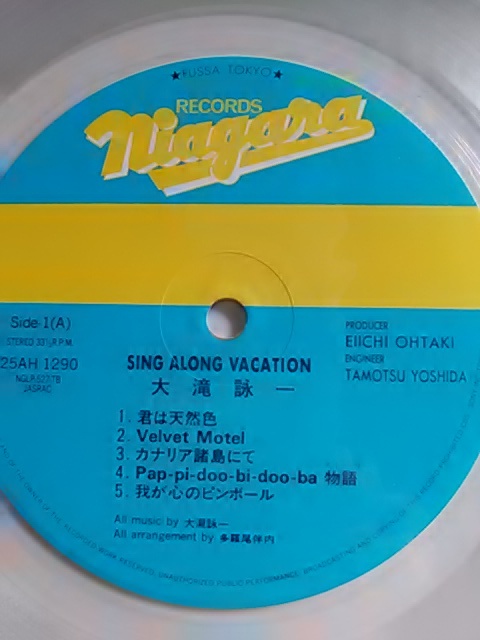 ★FUSSA TOKYO★
RECORDS
Niagara
Side 1(A)
STEREO 33⅓ R.P.M.
25AH 1290
JASRAC
PRODUCER
EIICHI OHTAKI
ENGINEER
TAMOTSU YOSHIDA
SING ALONG VACATION
大滝詠一
1. 君は天然色
2. Velvet Motel
3. カナリア諸島にて
4. Pap-pi-doo-bi-doo-ba 物語
5. 我が心のピンボール
All music by 大瀧詠一
All arrangement by 多羅尾伴内